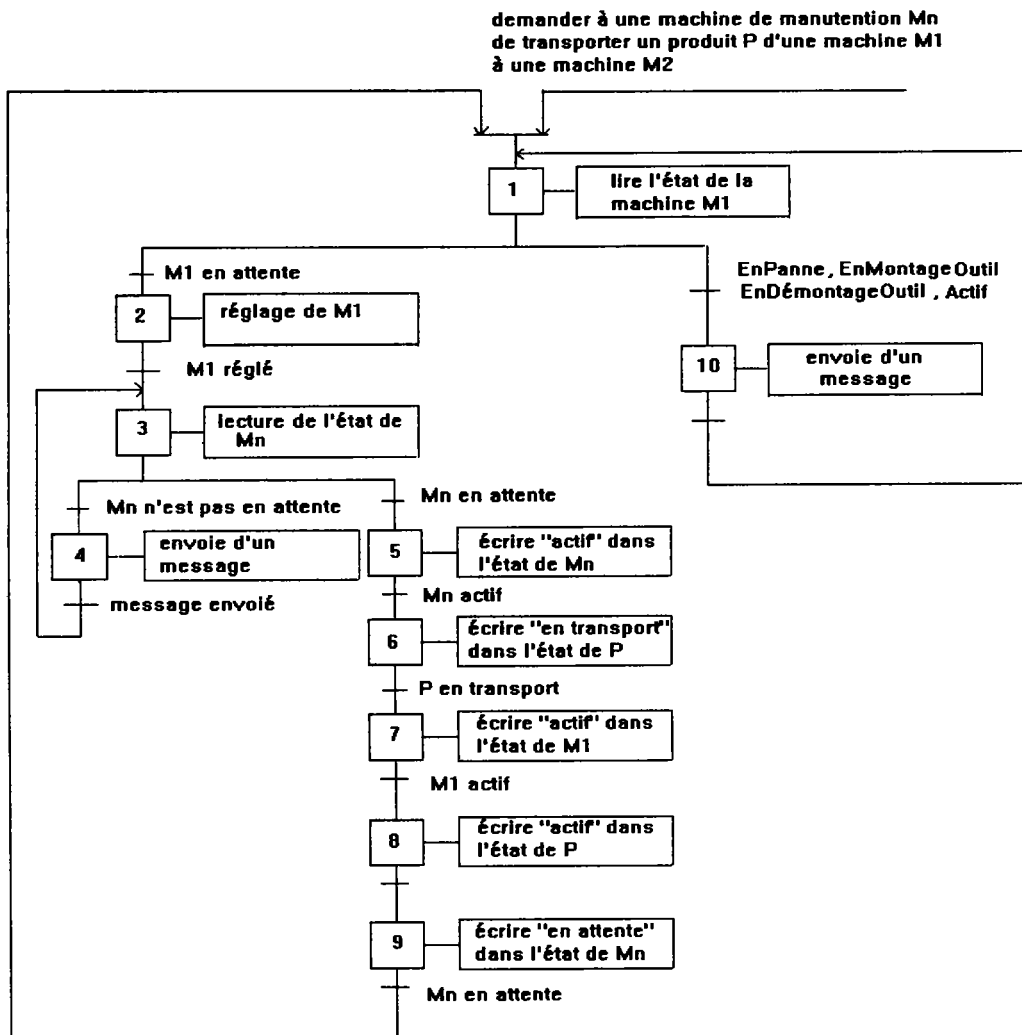 demander à une machine de manutention Mn
de transporter un produit P d'une machine M1
à une machine M2
1
lire l'état de la
machine M1
M1 en attente
EnPanne, EnMontageOutil
EnDémontageOutil, Actif
2
réglage de M1
10
envoie d'un
message
M1 réglé
3
lecture de l'état de
Mn
Mn n'est pas en attente
Mn en attente
4
envoie d'un
message
5
écrire "actif" dans
l'état de Mn
message envoié
Mn actif
6
écrire "en transport"
dans l'état de P
P en transport
7
écrire "actif" dans
l'état de M1
M1 actif
8
écrire "actif" dans
l'état de P
9
écrire "en attente"
dans l'état de Mn
Mn en attente